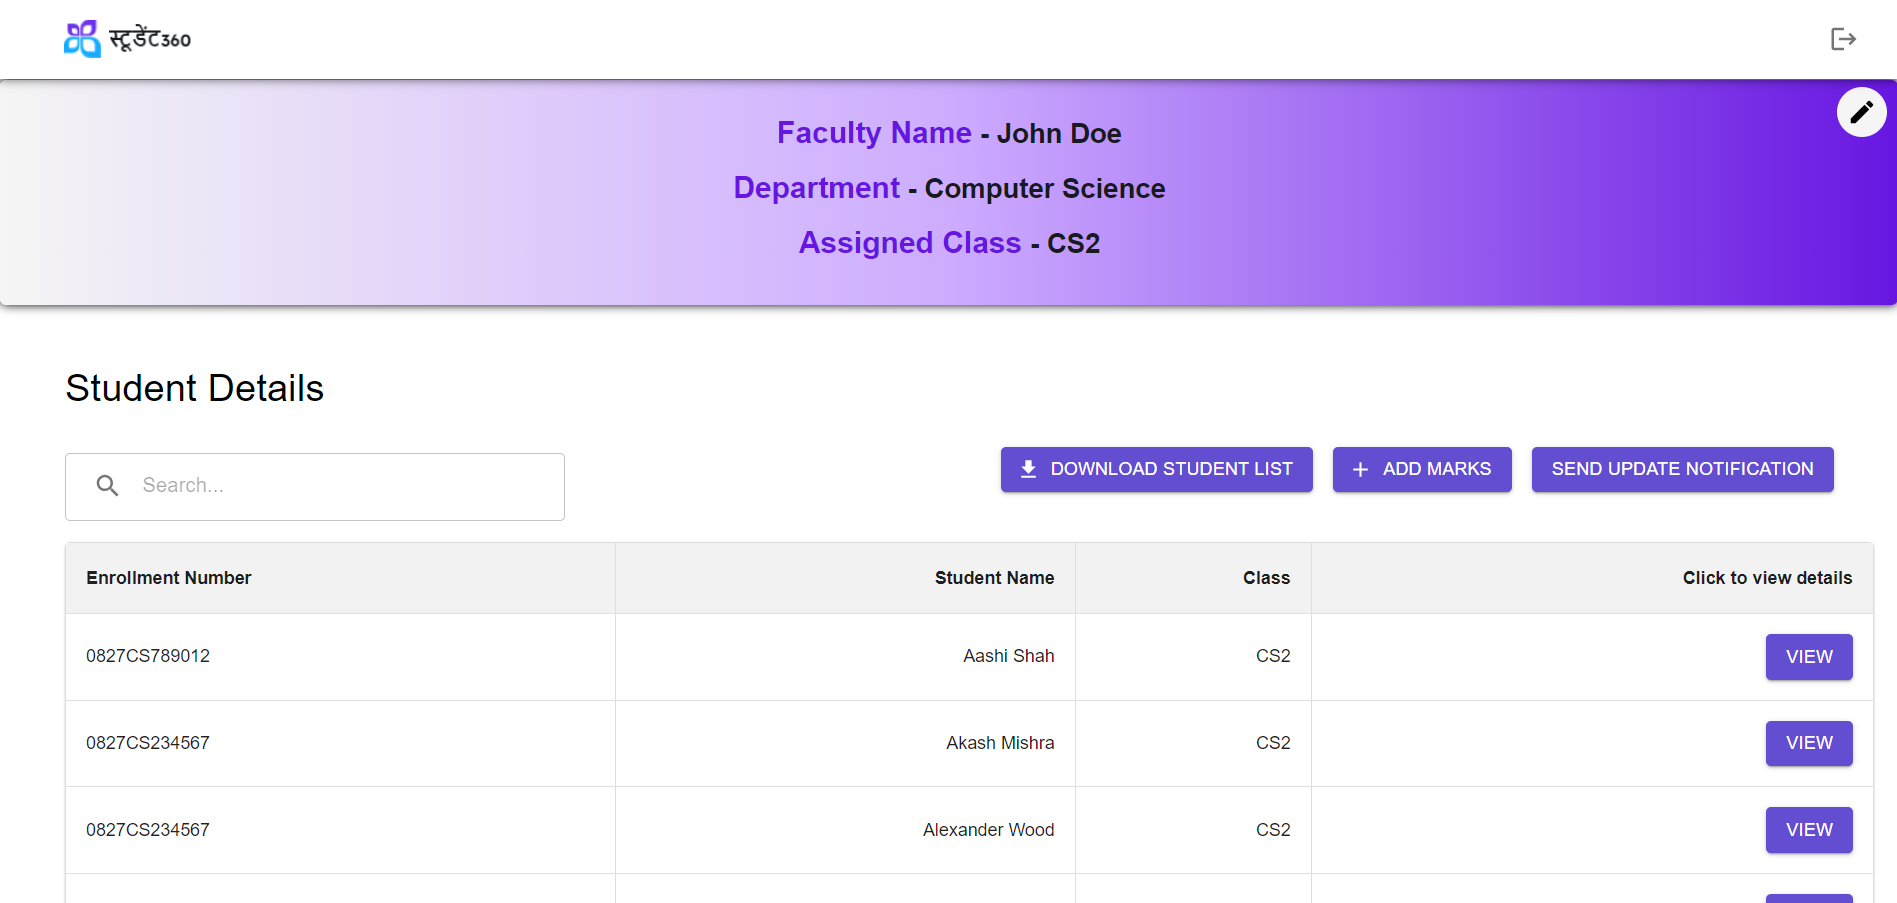 स्टूडेंट360
Faculty Name - John Doe
Department - Computer Science
Assigned Class - CS2
Student Details
Search...
DOWNLOAD STUDENT LIST
ADD MARKS
SEND UPDATE NOTIFICATION
Enrollment Number Student Name Class Click to view details
0827CS789012 Aashi Shah CS2 VIEW
0827CS234567 Akash Mishra CS2 VIEW
0827CS234567 Alexander Wood CS2 VIEW